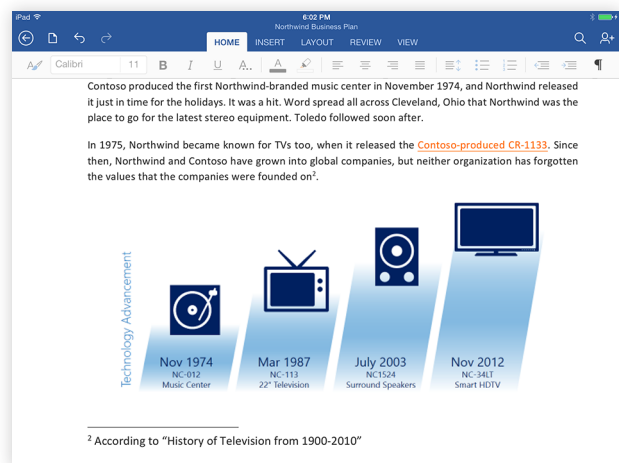 iPad
6:02 PM
Northwind Business Plan
HOME INSERT LAYOUT REVIEW VIEW
Calibri 11 B I U A... A
Contoso produced the first Northwind-branded music center in November 1974, and Northwind released
it just in time for the holidays. It was a hit. Word spread all across Cleveland, Ohio that Northwind was the
place to go for the latest stereo equipment. Toledo followed soon after.
In 1975, Northwind became known for TVs too, when it released the Contoso-produced CR-1133. Since
then, Northwind and Contoso have grown into global companies, but neither organization has forgotten
the values that the companies were founded on².
Technology Advancement
Nov 1974 Mar 1987 July 2003 Nov 2012
NC-012 NC-113 NC1524 NC-34LT
Music Center 22" Television Surround Speakers Smart HDTV
² According to “History of Television from 1900-2010”